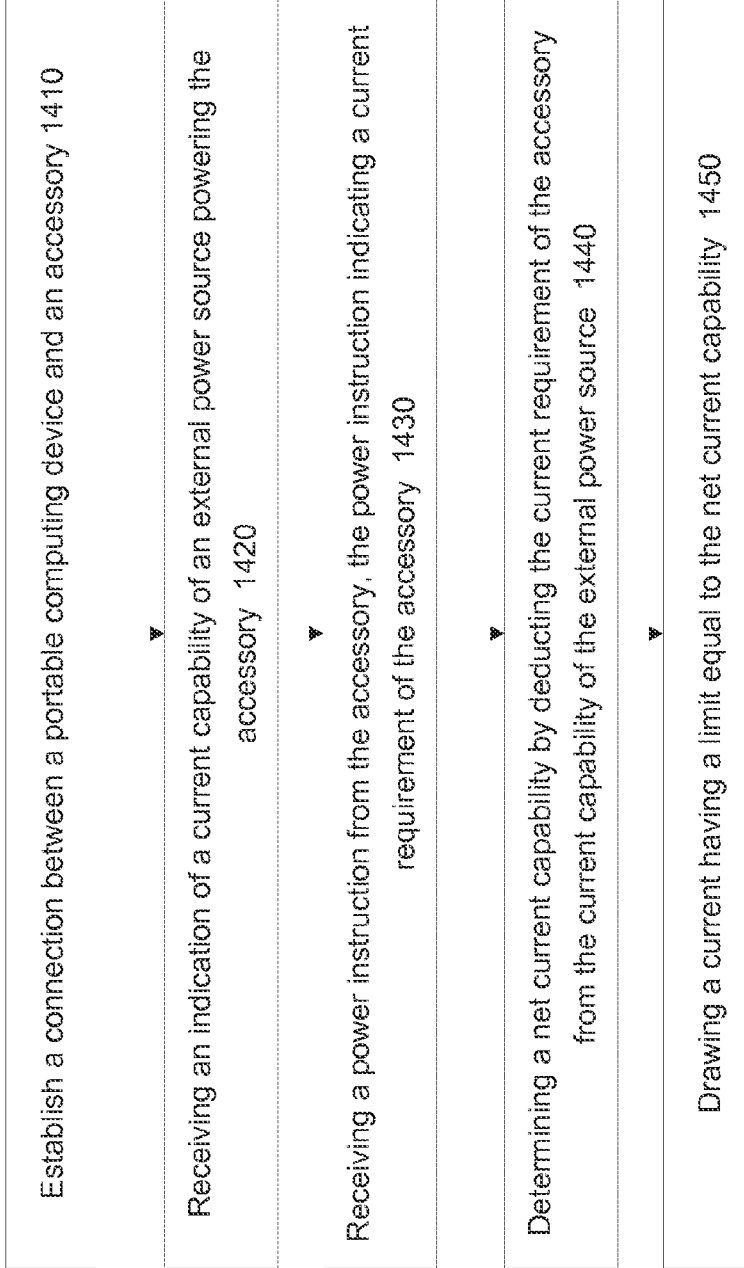 Establish a connection between a portable computing device and an accessory 1410
Receiving an indication of a current capability of an external power source powering the
accessory 1420
Receiving a power instruction from the accessory, the power instruction indicating a current
requirement of the accessory 1430
Determining a net current capability by deducting the current requirement of the accessory
from the current capability of the external power source 1440
Drawing a current having a limit equal to the net current capability 1450